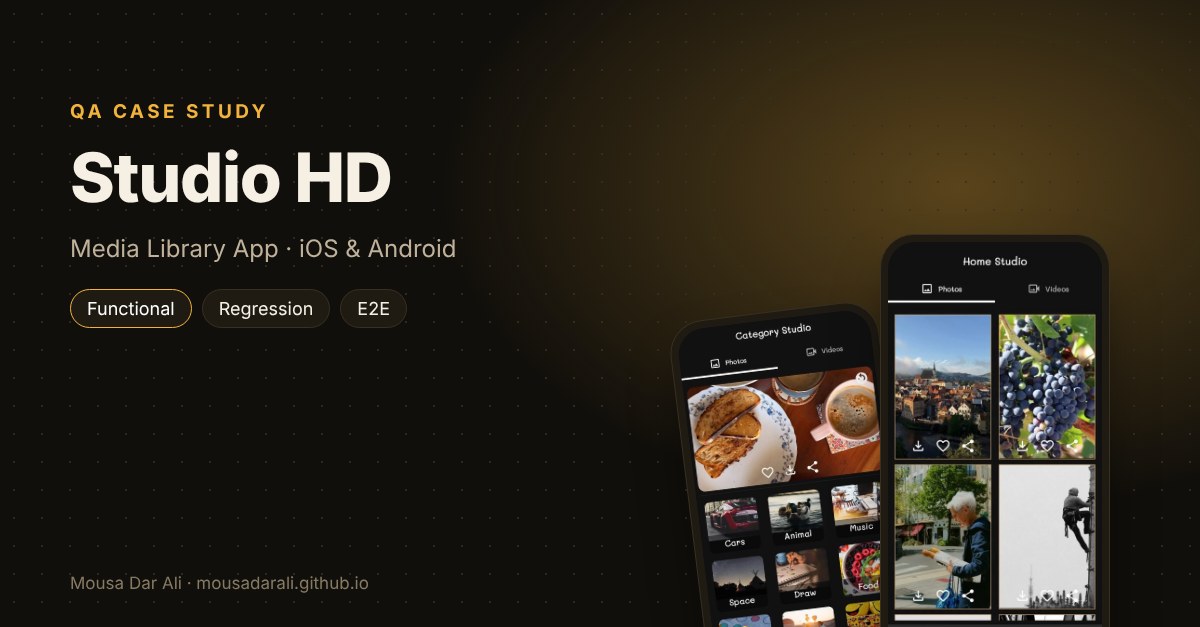 QA CASE STUDY
Studio HD
Media Library App · iOS & Android
Functional
Regression
E2E
Category Studio
Photos
Videos
Cars
Animal
Music
Space
Draw
Food
Home Studio
Photos
Videos
Mousa Dar Ali · mousadarali.github.io